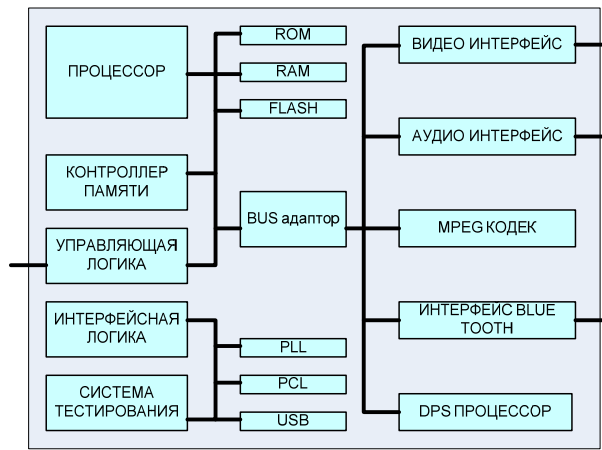 ПРОЦЕССОР
КОНТРОЛЛЕР
ПАМЯТИ
УПРАВЛЯЮЩАЯ
ЛОГИКА
ИНТЕРФЕЙСНАЯ
ЛОГИКА
СИСТЕМА
ТЕСТИРОВАНИЯ
ROM
RAM
FLASH
BUS адаптор
PLL
PCL
USB
ВИДЕО ИНТЕРФЕЙС
АУДИО ИНТЕРФЕЙС
MPEG КОДЕК
ИНТЕРФЕЙС BLUE
TOOTH
DPS ПРОЦЕССОР